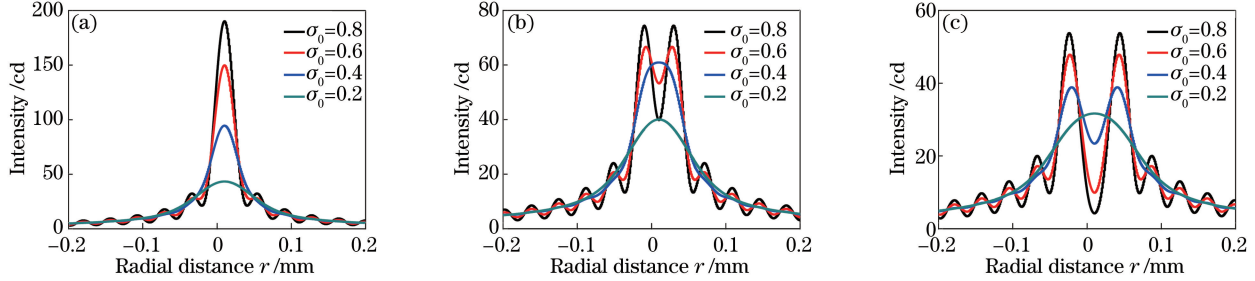 (a)
σ0=0.8
σ0=0.6
σ0=0.4
σ0=0.2
200
150
100
50
0
Intensity /cd
−0.2 −0.1 0 0.1 0.2
Radial distance r /mm
(b)
σ0=0.8
σ0=0.6
σ0=0.4
σ0=0.2
80
60
40
20
0
Intensity /cd
−0.2 −0.1 0 0.1 0.2
Radial distance r /mm
(c)
σ0=0.8
σ0=0.6
σ0=0.4
σ0=0.2
60
40
20
0
Intensity /cd
−0.2 −0.1 0 0.1 0.2
Radial distance r /mm